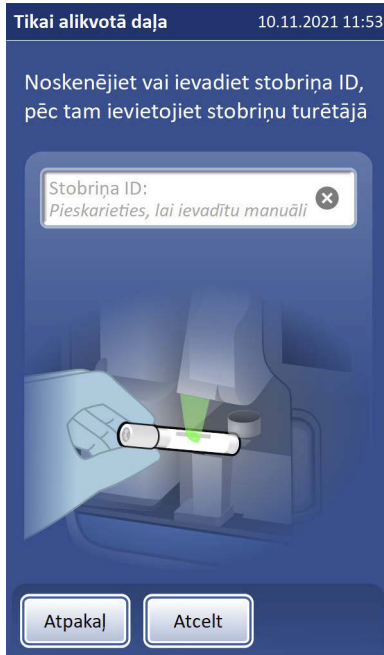 Tikai alikvotā daļa 10.11.2021 11:53
Noskenējiet vai ievadiet stobriņa ID,
pēc tam ievietojiet stobriņu turētājā
Stobriņa ID:
Pieskarieties, lai ievadītu manuāli
Atpakaļ Atcelt